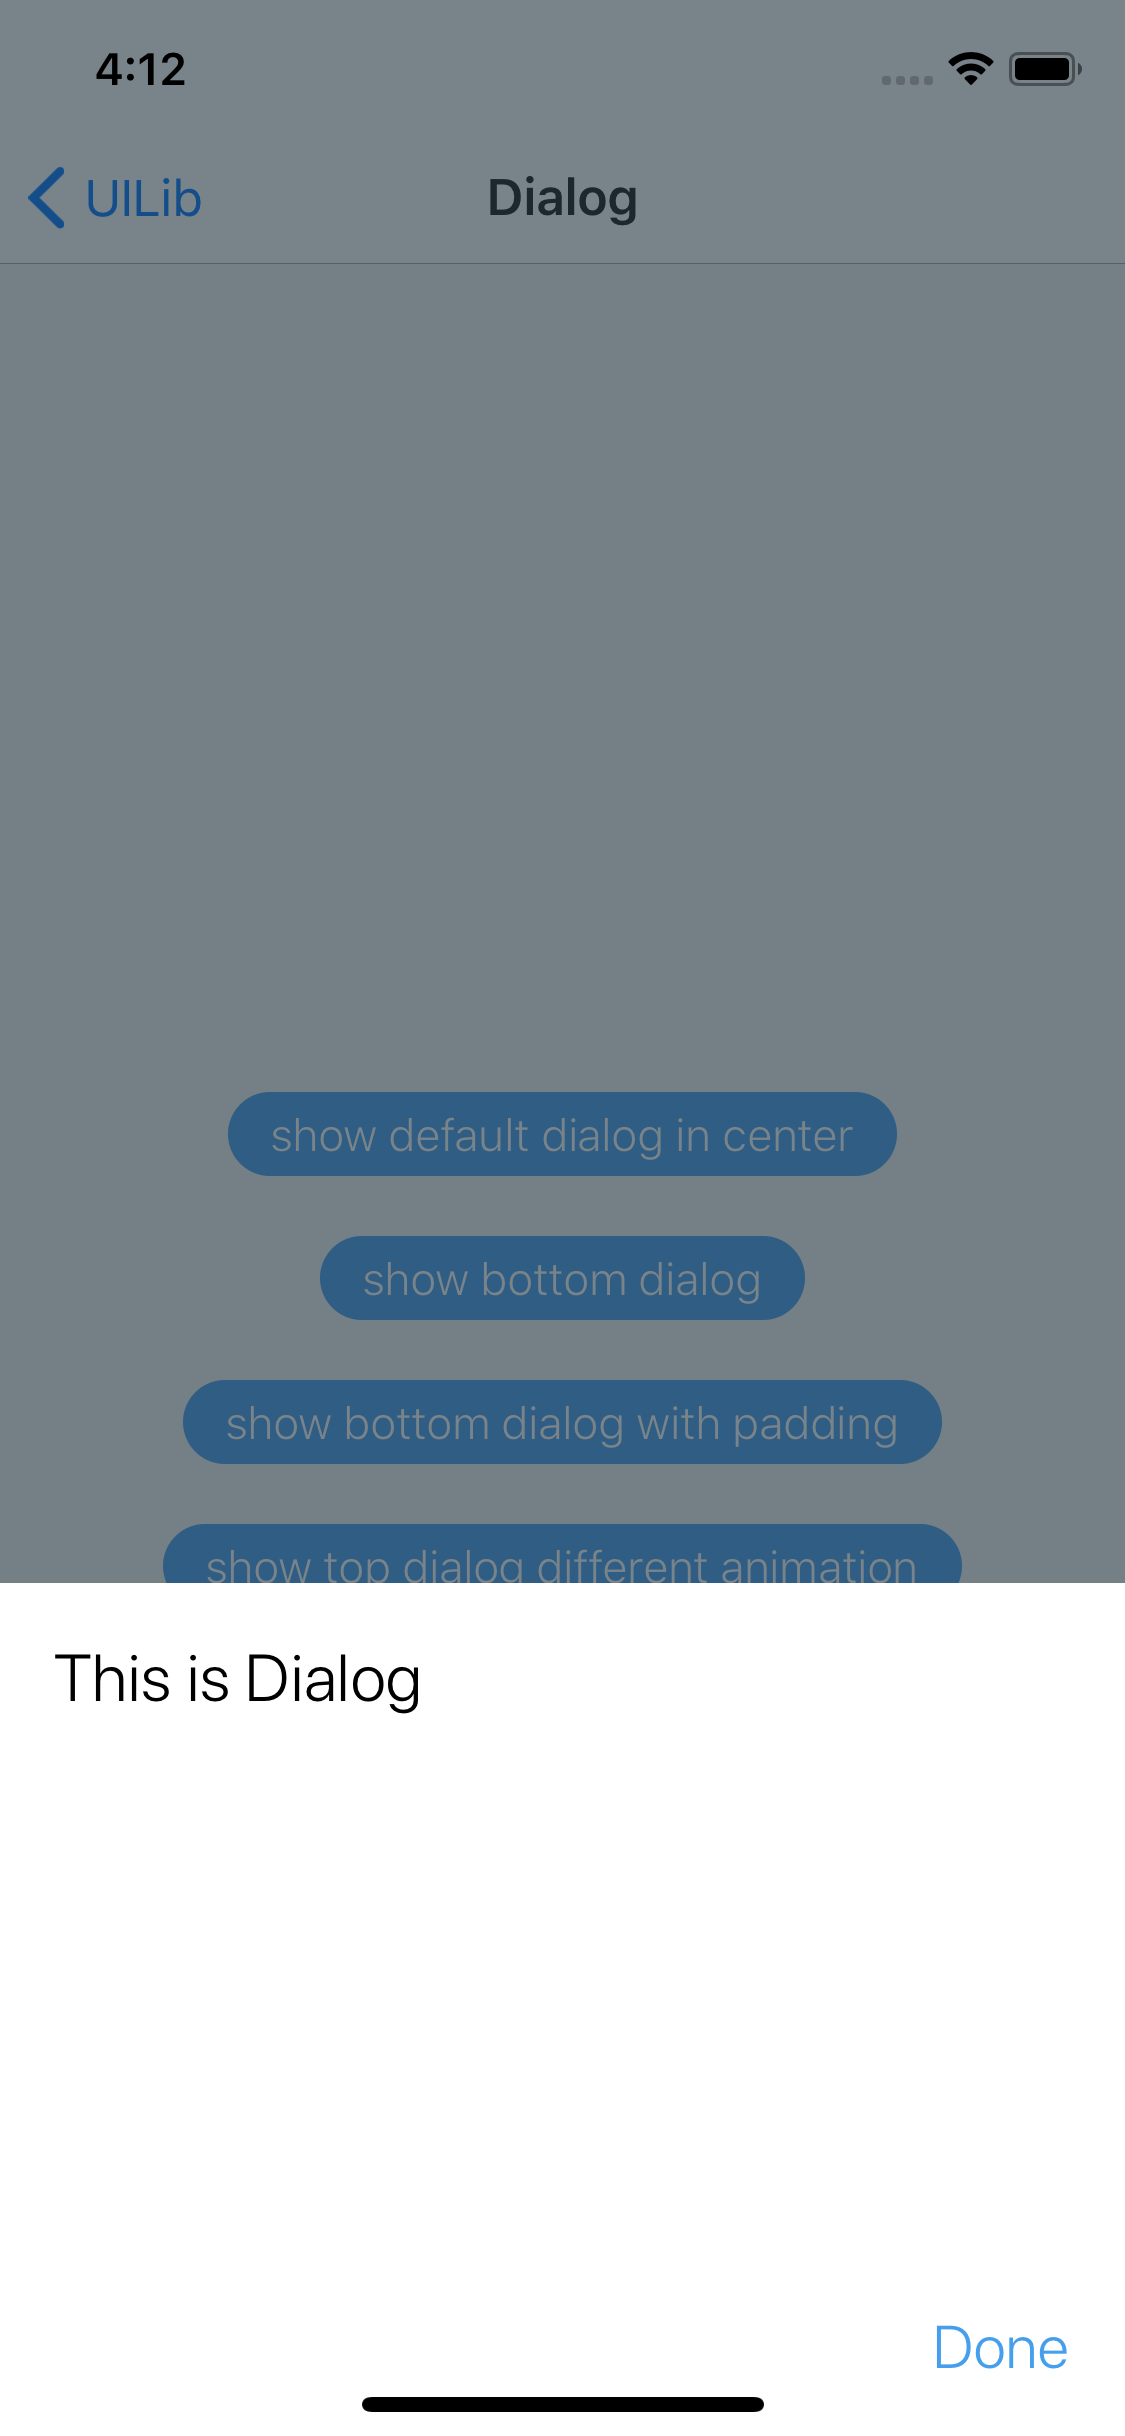 4:12
UILib
Dialog
show default dialog in center
show bottom dialog
show bottom dialog with padding
show top dialog different animation
This is Dialog
Done